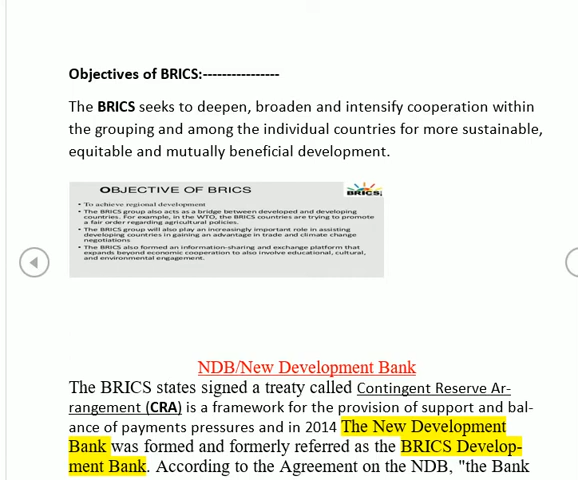 Objectives of BRICS:----------------
The BRICS seeks to deepen, broaden and intensify cooperation within
the grouping and among the individual countries for more sustainable,
equitable and mutually beneficial development.
OBJECTIVE OF BRICS
BRICS
• To achieve regional development
• The BRICS group also acts as a bridge between developed and developing
countries. For example, in the WTO, the BRICS countries are trying to promote
a fair order regarding agricultural policies.
• The BRICS group will also play an increasingly important role in assisting
developing countries in gaining an advantage in trade and climate change
negotiations
• The BRICS also formed an information-sharing and exchange platform that
expands beyond economic cooperation to also involve educational, cultural,
and environmental engagement.
NDB/New Development Bank
The BRICS states signed a treaty called Contingent Reserve Ar-
rangement (CRA) is a framework for the provision of support and bal-
ance of payments pressures and in 2014 The New Development
Bank was formed and formerly referred as the BRICS Develop-
ment Bank. According to the Agreement on the NDB, "the Bank